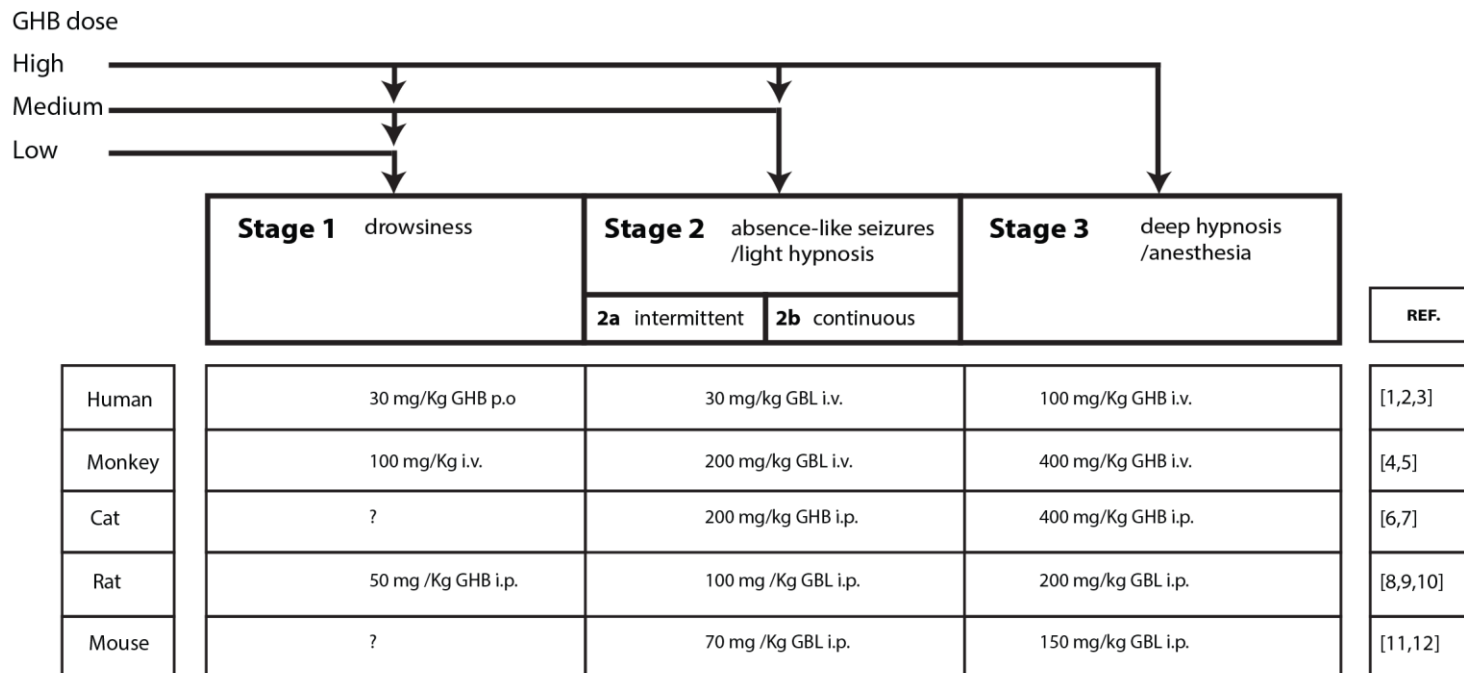 GHB dose
High
Medium
Low
Stage 1 drowsiness
Stage 2 absence-like seizures
/light hypnosis
Stage 3 deep hypnosis
/anesthesia
2a intermittent
2b continuous
REF.
Human 30 mg/Kg GHB p.o 30 mg/kg GBL i.v. 100 mg/Kg GHB i.v. [1,2,3]
Monkey 100 mg/Kg i.v. 200 mg/kg GBL i.v. 400 mg/Kg GHB i.v. [4,5]
Cat ? 200 mg/kg GHB i.p. 400 mg/Kg GHB i.p. [6,7]
Rat 50 mg /Kg GHB i.p. 100 mg /Kg GBL i.p. 200 mg/kg GBL i.p. [8,9,10]
Mouse ? 70 mg /Kg GBL i.p. 150 mg/kg GBL i.p. [11,12]